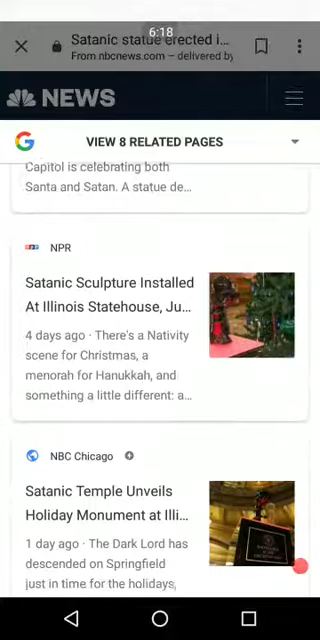 6:18
Satanic statue erected i...
From nbcnews.com – delivered by
NEWS
VIEW 8 RELATED PAGES
Capitol is celebrating both
Santa and Satan. A statue de...
NPR
Satanic Sculpture Installed
At Illinois Statehouse, Ju...
4 days ago · There's a Nativity
scene for Christmas, a
menorah for Hanukkah, and
something a little different: a...
NBC Chicago
Satanic Temple Unveils
Holiday Monument at Illi...
1 day ago · The Dark Lord has
descended on Springfield
just in time for the holidays,